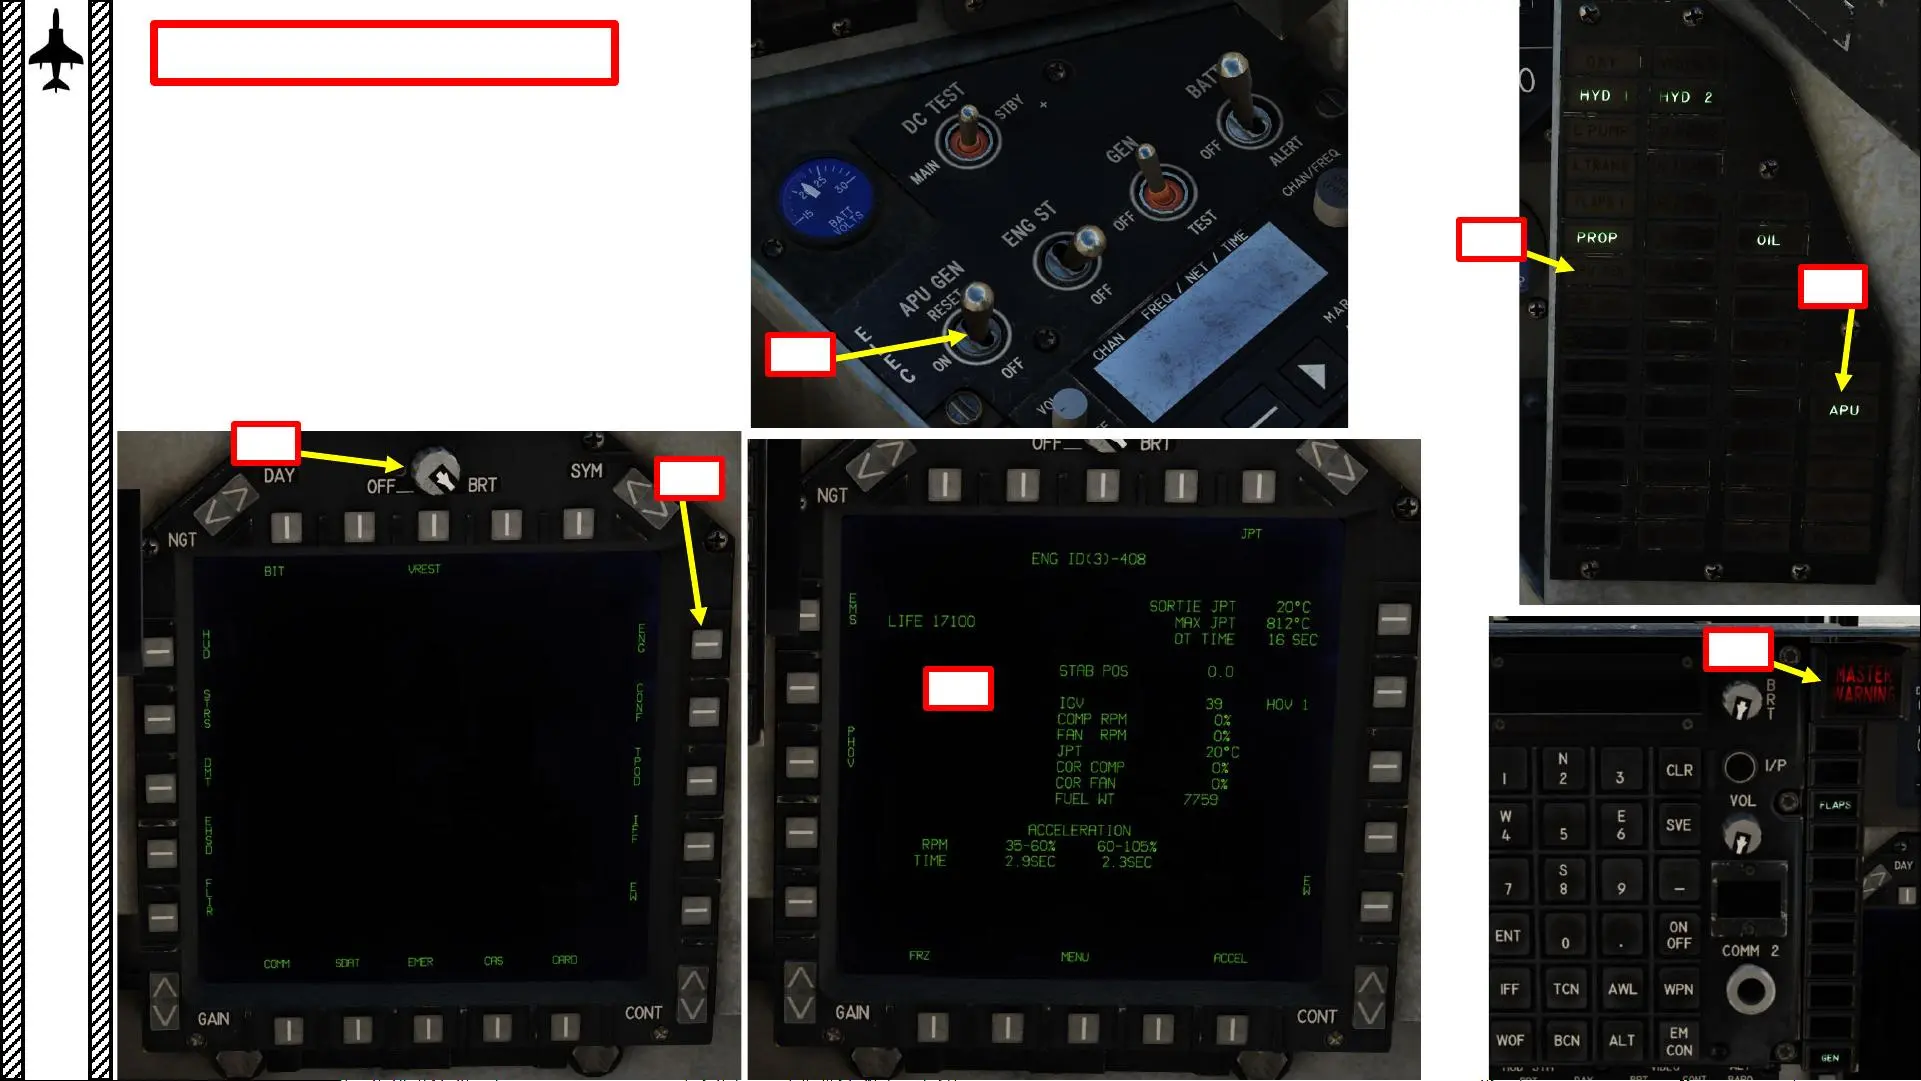 DC TEST
STBY
+
MAIN
BATT
OFF
ALERT
GEN
OFF
TEST
CHAN/FREQ
15
20
25
30
BATT
VOLTS
ENG ST
OFF
APU GEN
RESET
ON
OFF
ELEC
CHAN
FREQ / NET / TIME
HYD 1
HYD 2
L PUMP
L TRANS
FLAPS 1
PROP
OIL
APU
DAY
OFF
BRT
SYM
NGT
BIT
VREST
HUD
STRS
DMT
EHSD
FLIR
ENG
CONF
TPOD
IFF
EW
COMM
SDAT
EMER
CAS
CARD
GAIN
CONT
OFF
BRT
NGT
JPT
ENG ID(3)-408
EMS
LIFE 17100
SORTIE JPT 20°C
MAX JPT 812°C
OT TIME 16 SEC
STAB POS 0.0
IGV 39 HOV 1
COMP RPM 0%
FAN RPM 0%
JPT 20°C
COR COMP 0%
COR FAN 0%
FUEL WT 7759
PHOV
ACCELERATION
RPM 35-60% 60-105%
TIME 2.9SEC 2.3SEC
EW
FRZ
MENU
ACCEL
GAIN
CONT
MASTER
WARNING
BRT
1
N
2
3
CLR
I/P
VOL
W
4
5
E
6
SVE
FLAPS
7
S
8
9
-
DAY
ENT
0
.
ON
OFF
COMM 2
IFF
TCN
AWL
WPN
WOF
BCN
ALT
EM
CON
GEN